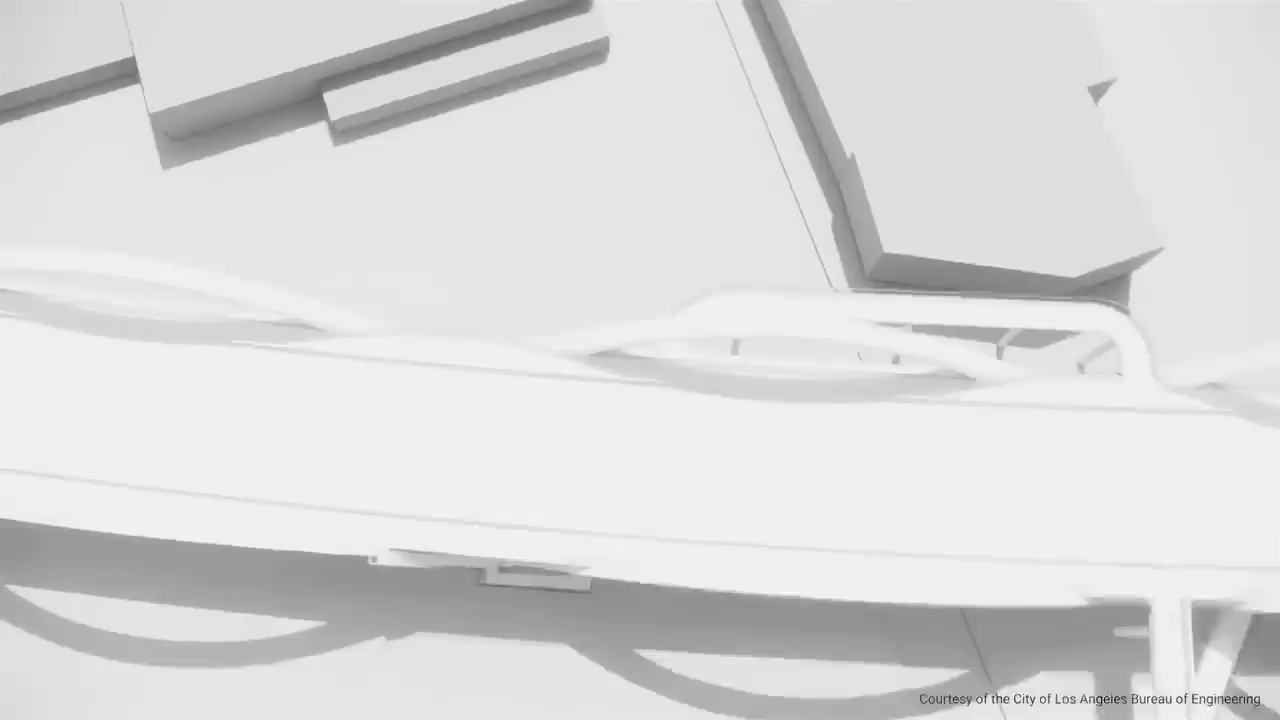 Courtesy of the City of Los Angeles Bureau of Engineering